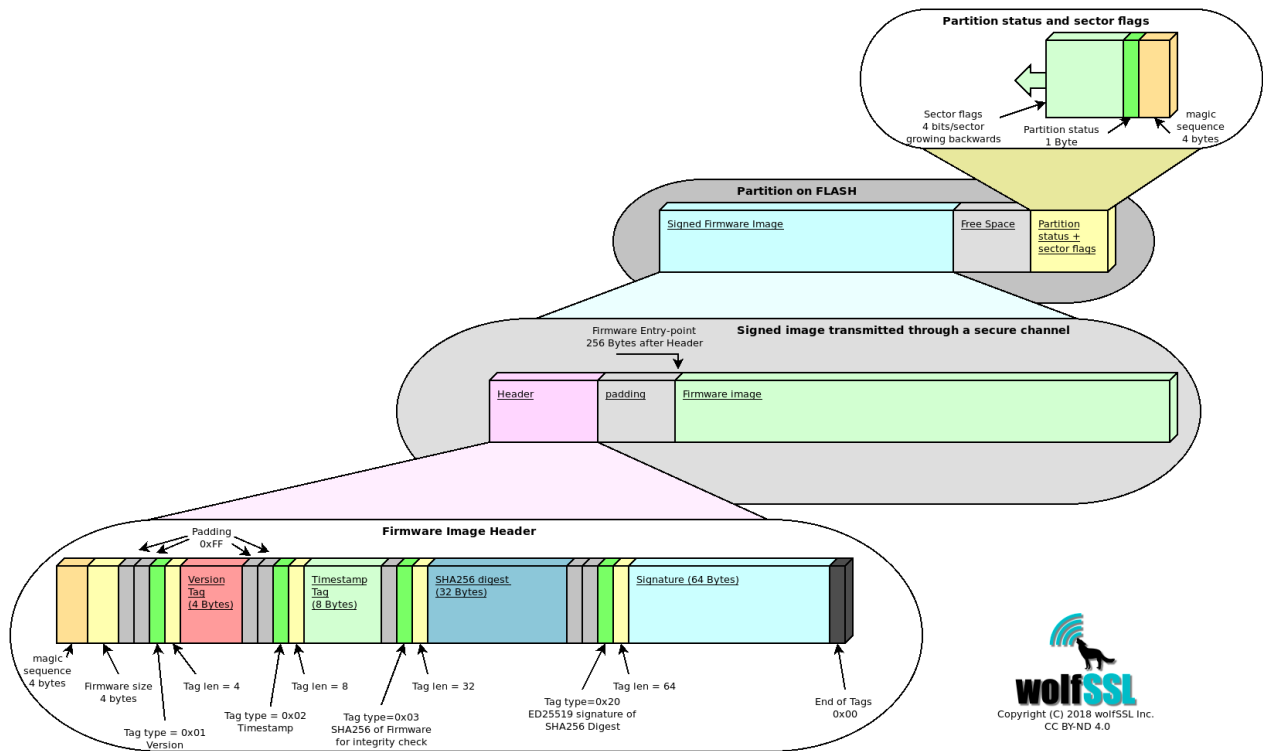 Partition status and sector flags
Sector flags
4 bits/sector
growing backwards
Partition status
1 Byte
magic
sequence
4 bytes
Partition on FLASH
Signed Firmware Image
Free Space
Partition
status +
sector flags
Firmware Entry-point
256 Bytes after Header
Signed image transmitted through a secure channel
Header
padding
Firmware image
Firmware Image Header
Padding
0xFF
Version
Tag
(4 Bytes)
Timestamp
Tag
(8 Bytes)
SHA256 digest
(32 Bytes)
Signature (64 Bytes)
magic
sequence
4 bytes
Firmware size
4 bytes
Tag type = 0x01
Version
Tag len = 4
Tag type = 0x02
Timestamp
Tag len = 8
Tag type=0x03
SHA256 of Firmware
for integrity check
Tag len = 32
Tag type=0x20
ED25519 signature of
SHA256 Digest
Tag len = 64
End of Tags
0x00
wolfSSL
Copyright (C) 2018 wolfSSL Inc.
CC BY-ND 4.0